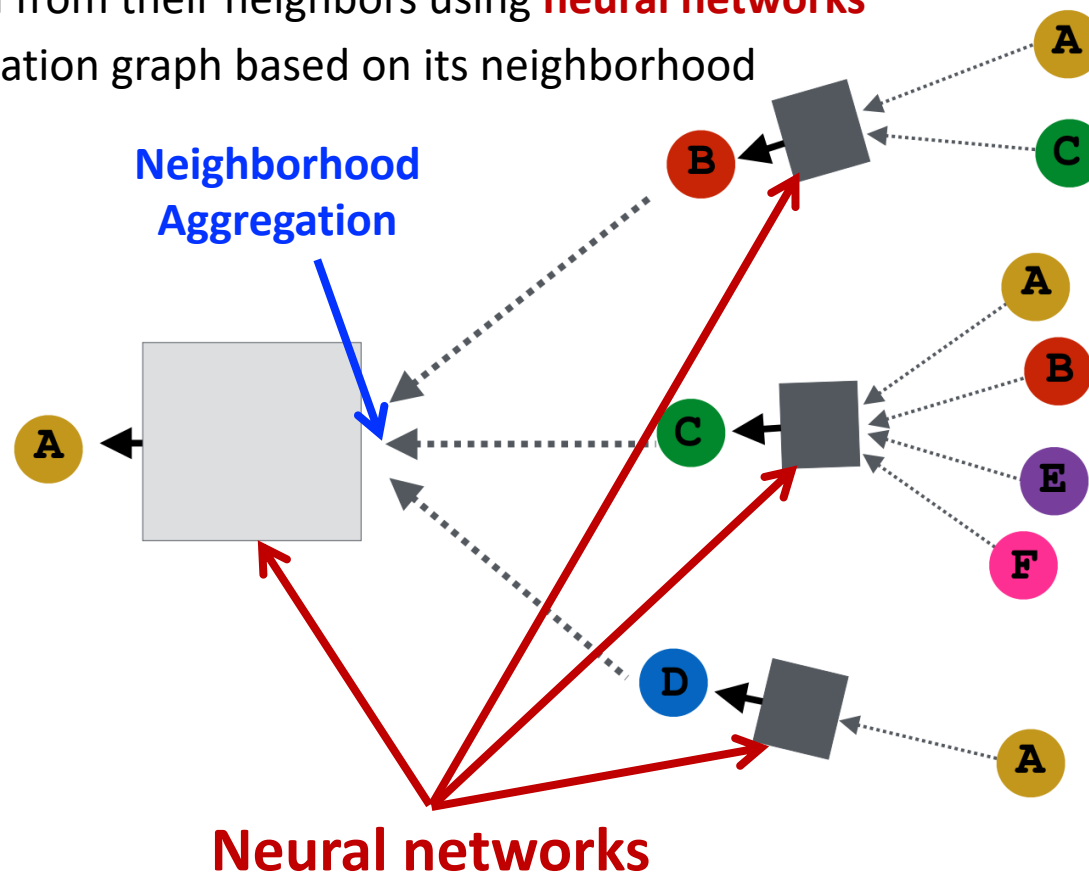 from their neighbors using neural networks
ation graph based on its neighborhood
Neighborhood
Aggregation
A
B
C
D
A
C
A
B
E
F
A
Neural networks